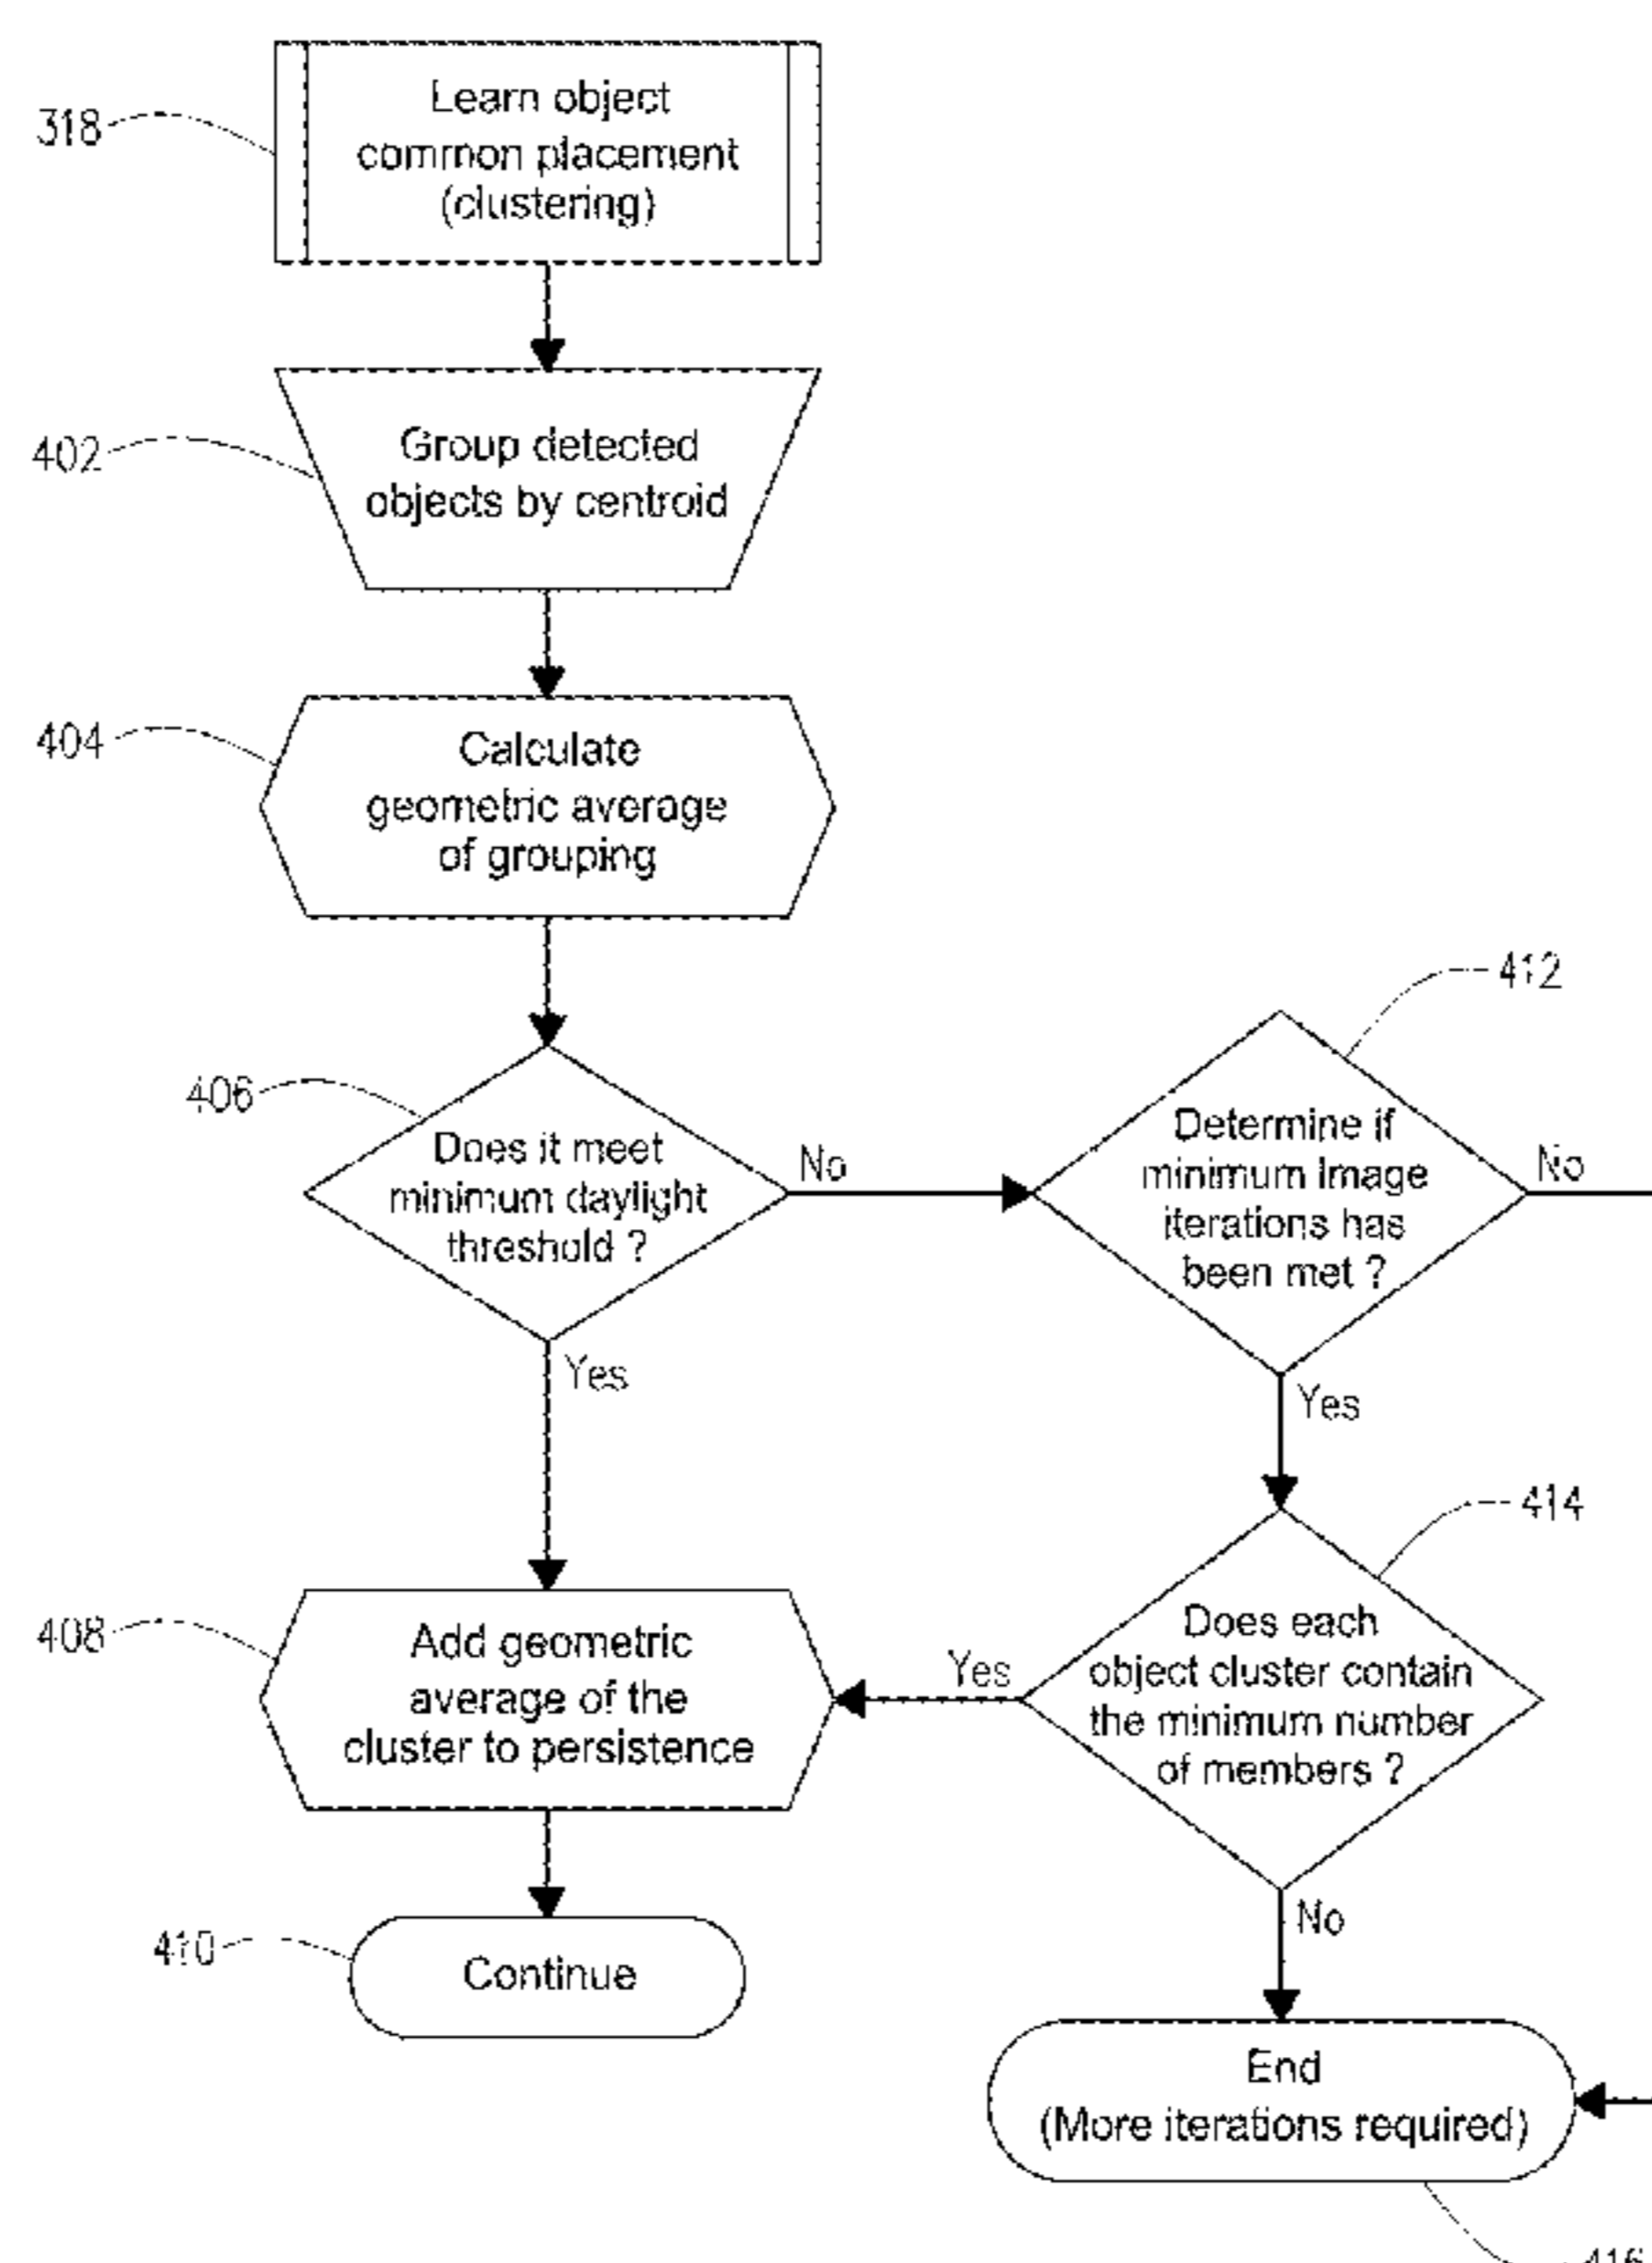 318
Learn object
common placement
(clustering)
402
Group detected
objects by centroid
404
Calculate
geometric average
of grouping
406
Does it meet
minimum daylight
threshold ?
No
Yes
412
Determine if
minimum image
iterations has
been met ?
No
Yes
414
Does each
object cluster contain
the minimum number
of members ?
Yes
No
408
Add geometric
average of the
cluster to persistence
410
Continue
End
(More iterations required)
416